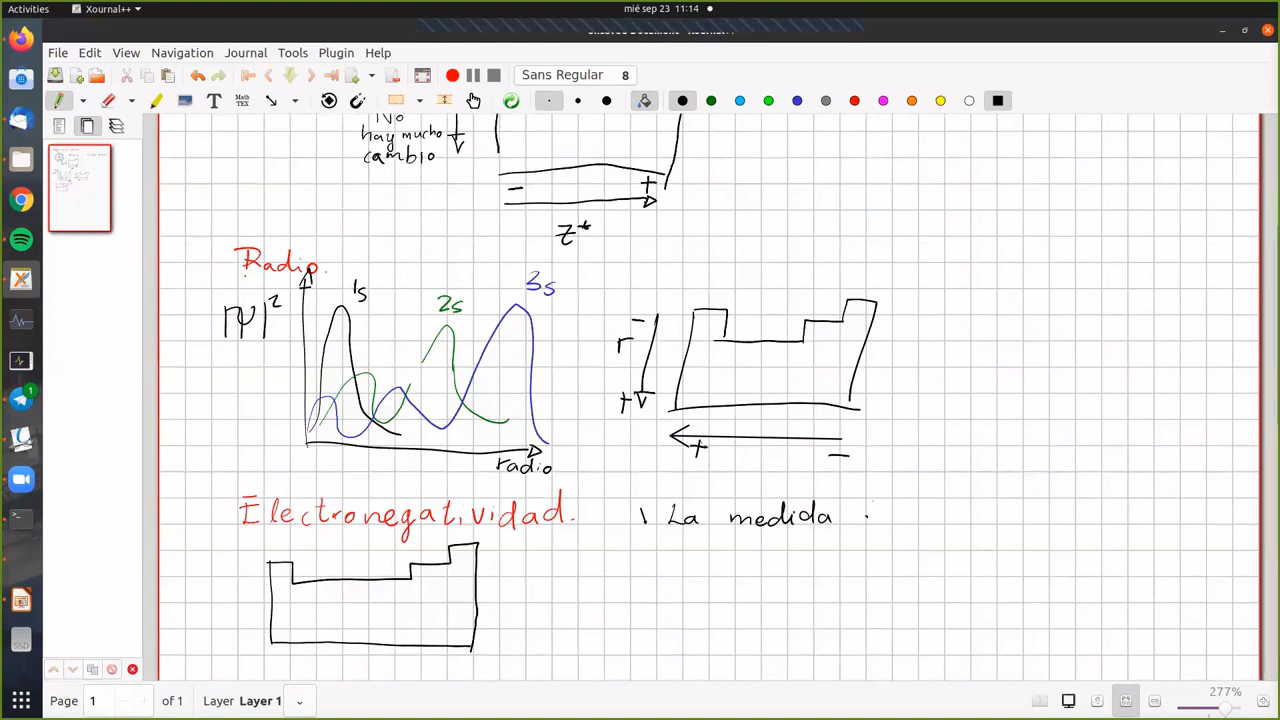 Activities
Xournal++
mié sep 23 11:14
File Edit View Navigation Journal Tools Plugin Help
Sans Regular 8
No
hay mucho
cambio
- +
Z*
Radio.
|ψ|²
1s
2s
3s
radio
r
-
+
+ -
Electronegatividad.
La medida
1
SSD
Page 1 of 1 Layer Layer 1
277%